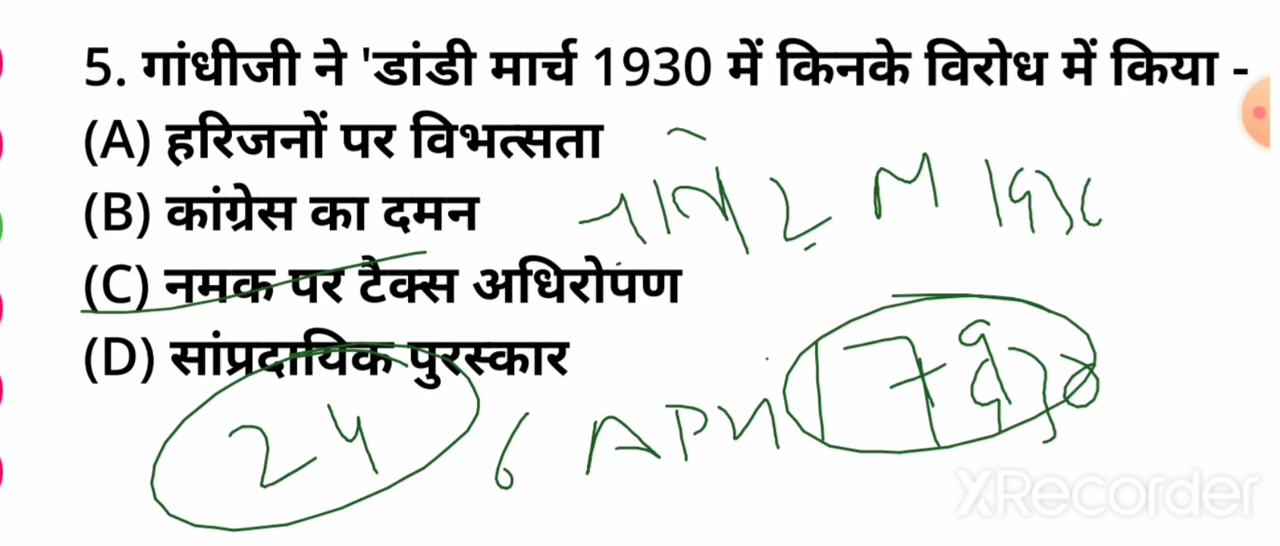 5. गांधीजी ने 'डांडी मार्च 1930 में किनके विरोध में किया -
(A) हरिजनों पर विभत्सता
(B) कांग्रेस का दमन
(C) नमक पर टैक्स अधिरोपण
(D) सांप्रदायिक पुरस्कार
24
6 APril
XRecorder